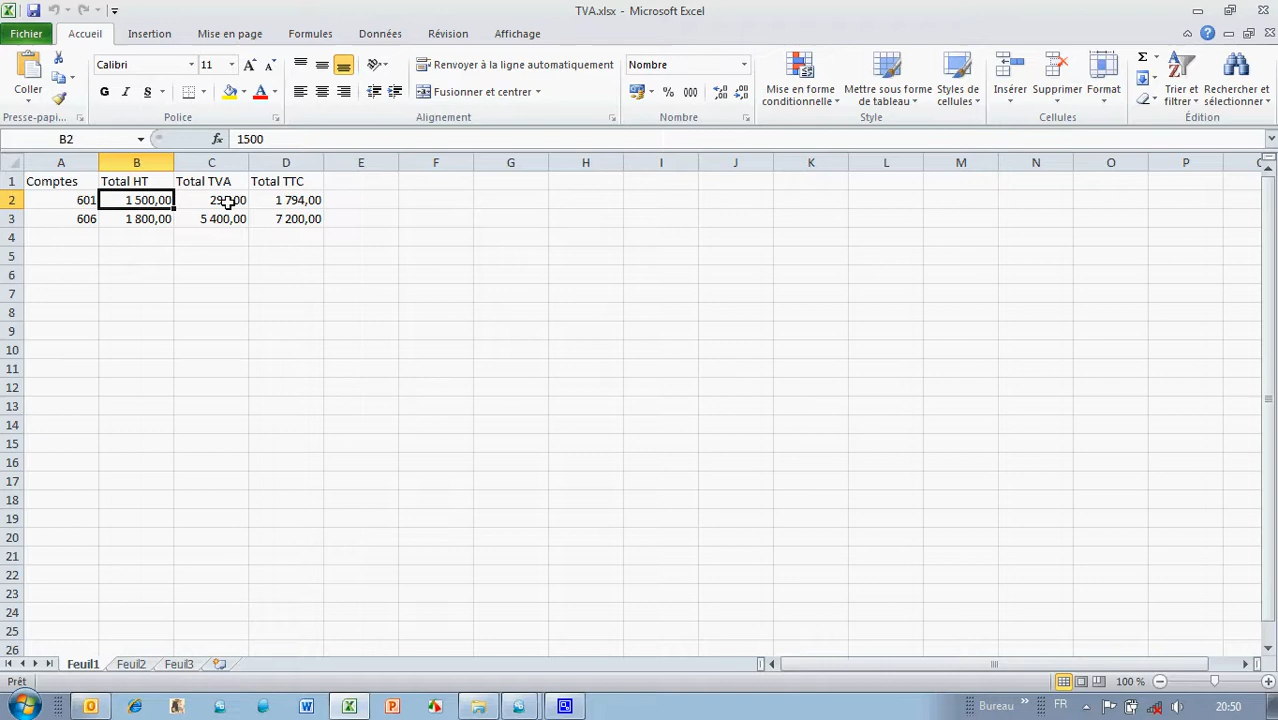 TVA.xlsx - Microsoft Excel
Fichier Accueil Insertion Mise en page Formules Données Révision Affichage
Coller
Calibri 11
G I S A A A
Renvoyer à la ligne automatiquement
Fusionner et centrer
Nombre
% 000
Mise en forme conditionnelle
Mettre sous forme de tableau
Styles de cellules
Insérer Supprimer Format
Σ
Trier et filtrer
Rechercher et sélectionner
Presse-papi... Police Alignement Nombre Style Cellules Édition
B2 fx 1500
A B C D E F G H I J K L M N O P
1 Comptes Total HT Total TVA Total TTC
2 601 1 500,00 1 794,00
3 606 1 800,00 5 400,00 7 200,00
4
5
6
7
8
9
10
11
12
13
14
15
16
17
18
19
20
21
22
23
24
25
26
Feuil1 Feuil2 Feuil3
Prêt 100 %
Bureau » FR 20:50